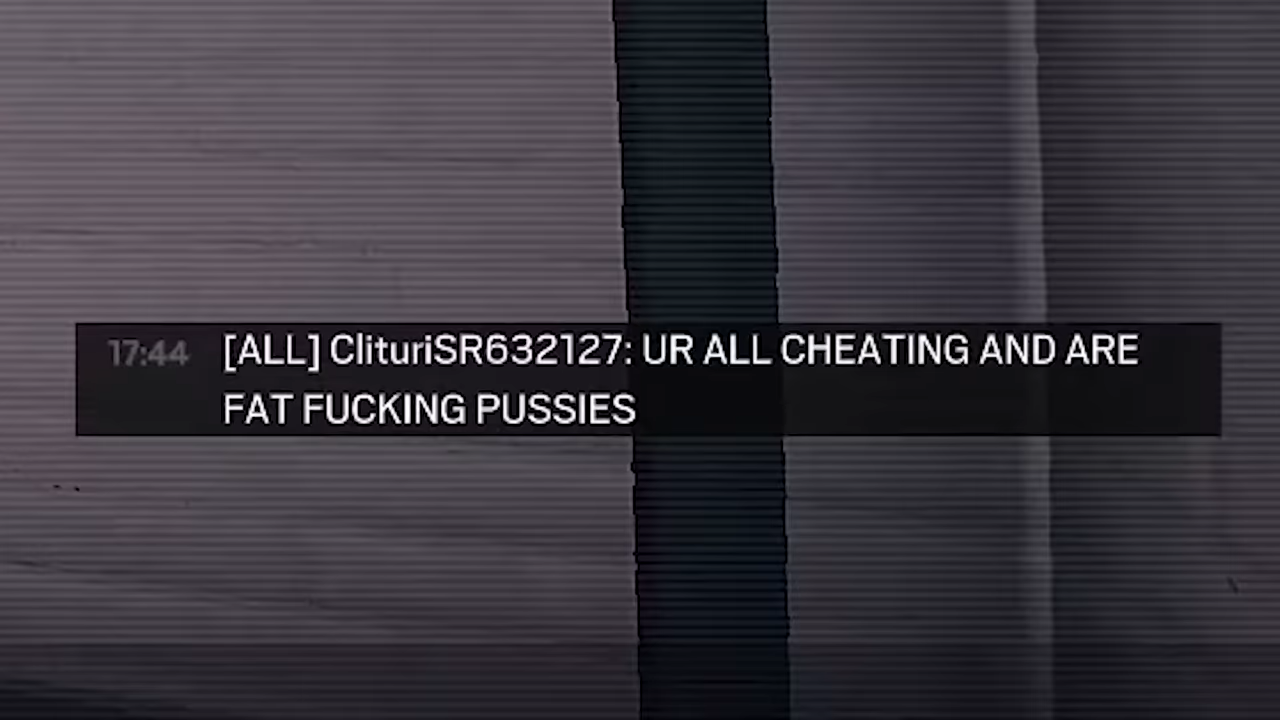 17:44 [ALL] ClituriSR632127: UR ALL CHEATING AND ARE
FAT FUCKING PUSSIES